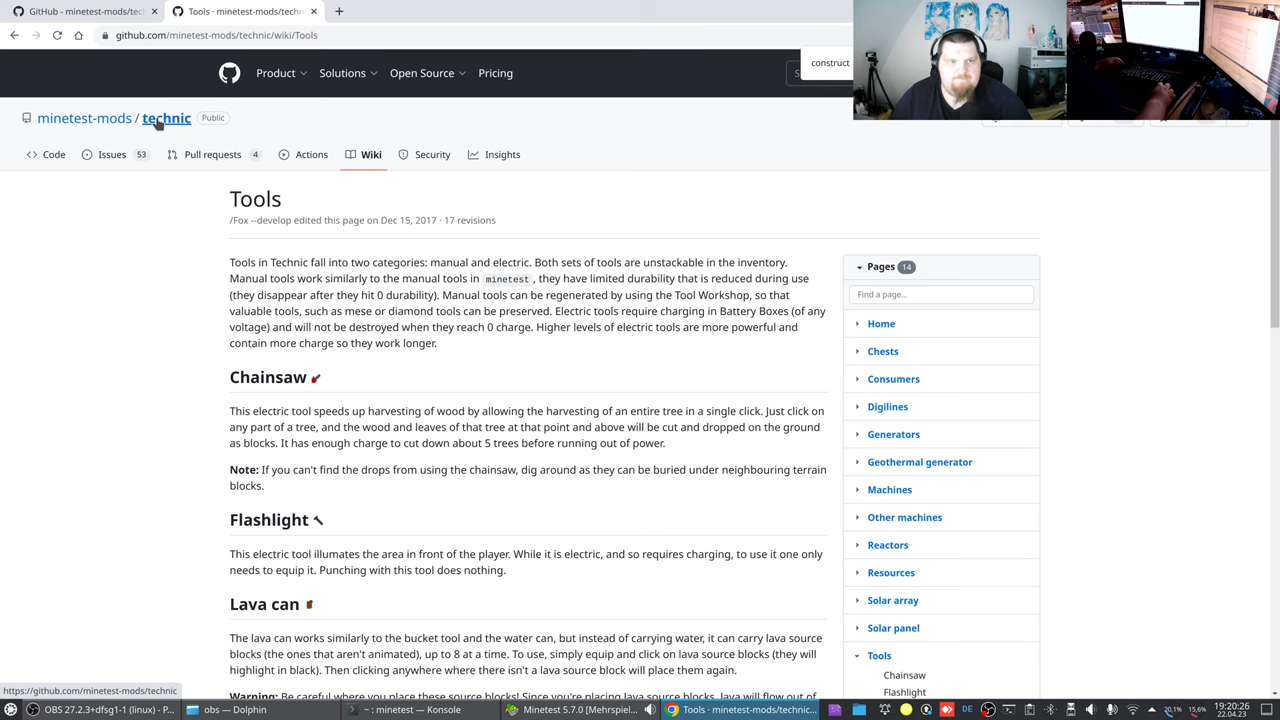 GitHub - minetest-mods/tec
Tools · minetest-mods/techn
github.com/minetest-mods/technic/wiki/Tools
Product
Solutions
Open Source
Pricing
construct
minetest-mods / technic
Public
Code
Issues 53
Pull requests 4
Actions
Wiki
Security
Insights
Tools
/Fox --develop edited this page on Dec 15, 2017 · 17 revisions
Tools in Technic fall into two categories: manual and electric. Both sets of tools are unstackable in the inventory.
Manual tools work similarly to the manual tools in minetest , they have limited durability that is reduced during use
(they disappear after they hit 0 durability). Manual tools can be regenerated by using the Tool Workshop, so that
valuable tools, such as mese or diamond tools can be preserved. Electric tools require charging in Battery Boxes (of any
voltage) and will not be destroyed when they reach 0 charge. Higher levels of electric tools are more powerful and
contain more charge so they work longer.
Chainsaw
This electric tool speeds up harvesting of wood by allowing the harvesting of an entire tree in a single click. Just click on
any part of a tree, and the wood and leaves of that tree at that point and above will be cut and dropped on the ground
as blocks. It has enough charge to cut down about 5 trees before running out of power.
Note: If you can't find the drops from using the chainsaw, dig around as they can be buried under neighbouring terrain
blocks.
Flashlight
This electric tool illumates the area in front of the player. While it is electric, and so requires charging, to use it one only
needs to equip it. Punching with this tool does nothing.
Lava can
The lava can works similarly to the bucket tool and the water can, but instead of carrying water, it can carry lava source
blocks (the ones that aren't animated), up to 8 at a time. To use, simply equip and click on lava source blocks (they will
highlight in black). Then clicking anywhere where there isn't a lava source block will place them again.
Warning: Be careful where you place these source blocks! Since you're placing lava source blocks, lava will flow out of
Pages 14
Find a page...
Home
Chests
Consumers
Digilines
Generators
Geothermal generator
Machines
Other machines
Reactors
Resources
Solar array
Solar panel
Tools
Chainsaw
Flashlight
https://github.com/minetest-mods/technic
OBS 27.2.3+dfsg1-1 (linux) - P...
obs — Dolphin
~ : minetest — Konsole
Minetest 5.7.0 [Mehrspiel...
Tools · minetest-mods/technic...
DE
20,1%
15,6%
19:20:26
22.04.23